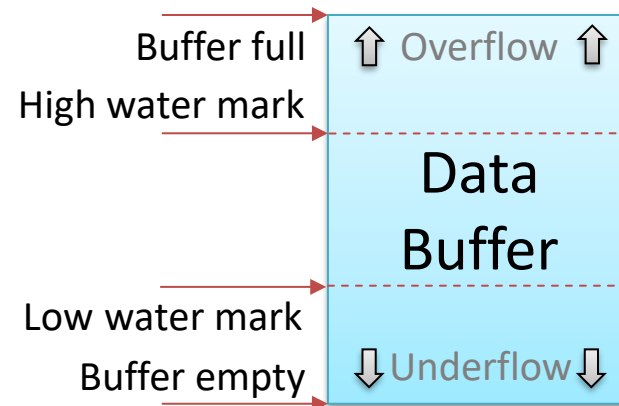 Buffer full
Overflow
High water mark
Data
Buffer
Low water mark
Buffer empty
Underflow